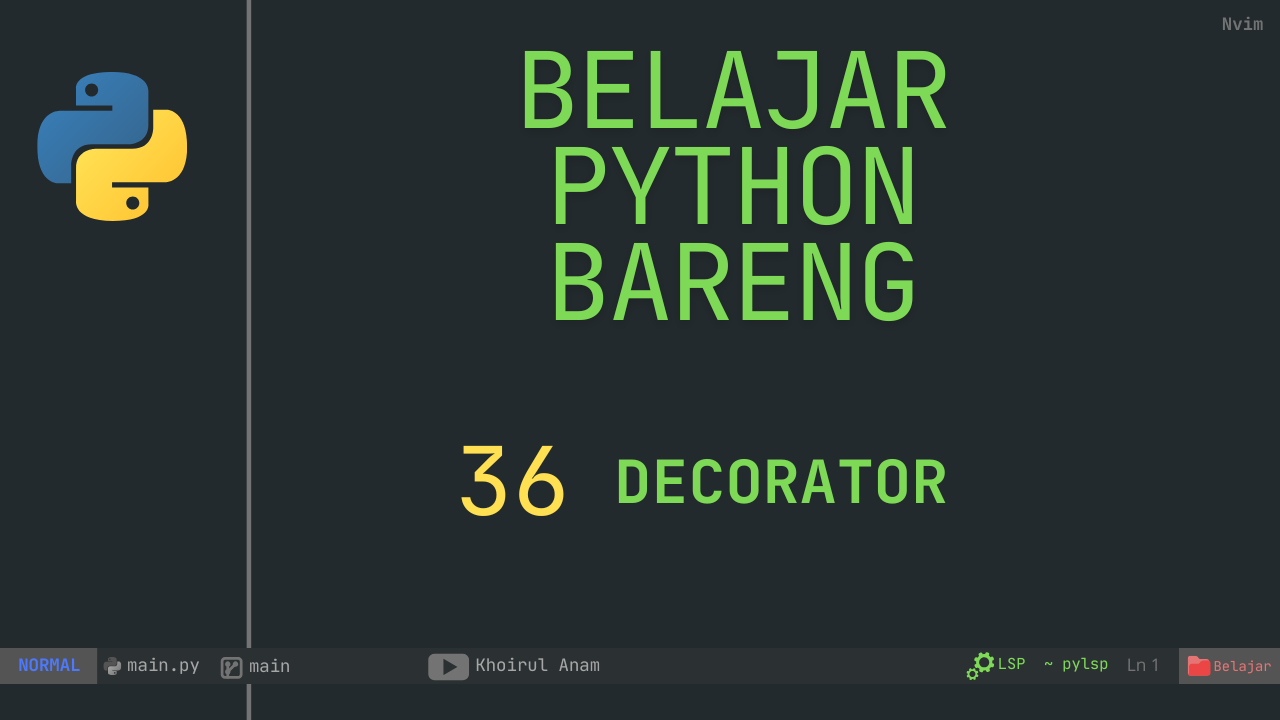 Nvim
BELAJAR
PYTHON
BARENG
36 DECORATOR
NORMAL main.py main Khoirul Anam LSP ~ pylsp Ln 1 Belajar